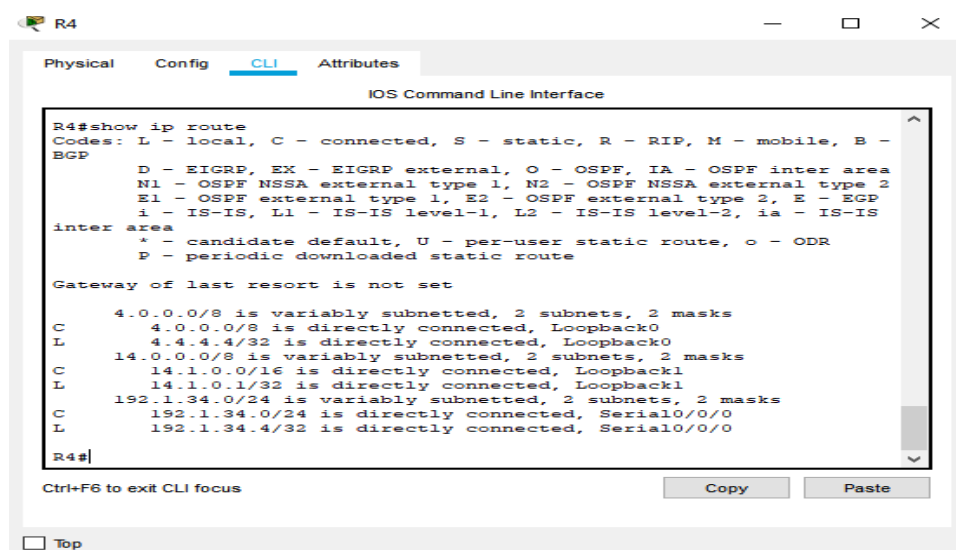 R4
Physical Config CLI Attributes
IOS Command Line Interface
R4#show ip route
Codes: L - local, C - connected, S - static, R - RIP, M - mobile, B -
BGP
D - EIGRP, EX - EIGRP external, O - OSPF, IA - OSPF inter area
N1 - OSPF NSSA external type 1, N2 - OSPF NSSA external type 2
E1 - OSPF external type 1, E2 - OSPF external type 2, E - EGP
i - IS-IS, L1 - IS-IS level-1, L2 - IS-IS level-2, ia - IS-IS
inter area
* - candidate default, U - per-user static route, o - ODR
P - periodic downloaded static route
Gateway of last resort is not set
4.0.0.0/8 is variably subnetted, 2 subnets, 2 masks
C 4.0.0.0/8 is directly connected, Loopback0
L 4.4.4.4/32 is directly connected, Loopback0
14.0.0.0/8 is variably subnetted, 2 subnets, 2 masks
C 14.1.0.0/16 is directly connected, Loopback1
L 14.1.0.1/32 is directly connected, Loopback1
192.1.34.0/24 is variably subnetted, 2 subnets, 2 masks
C 192.1.34.0/24 is directly connected, Serial0/0/0
L 192.1.34.4/32 is directly connected, Serial0/0/0
R4#
Ctrl+F6 to exit CLI focus Copy Paste
Top